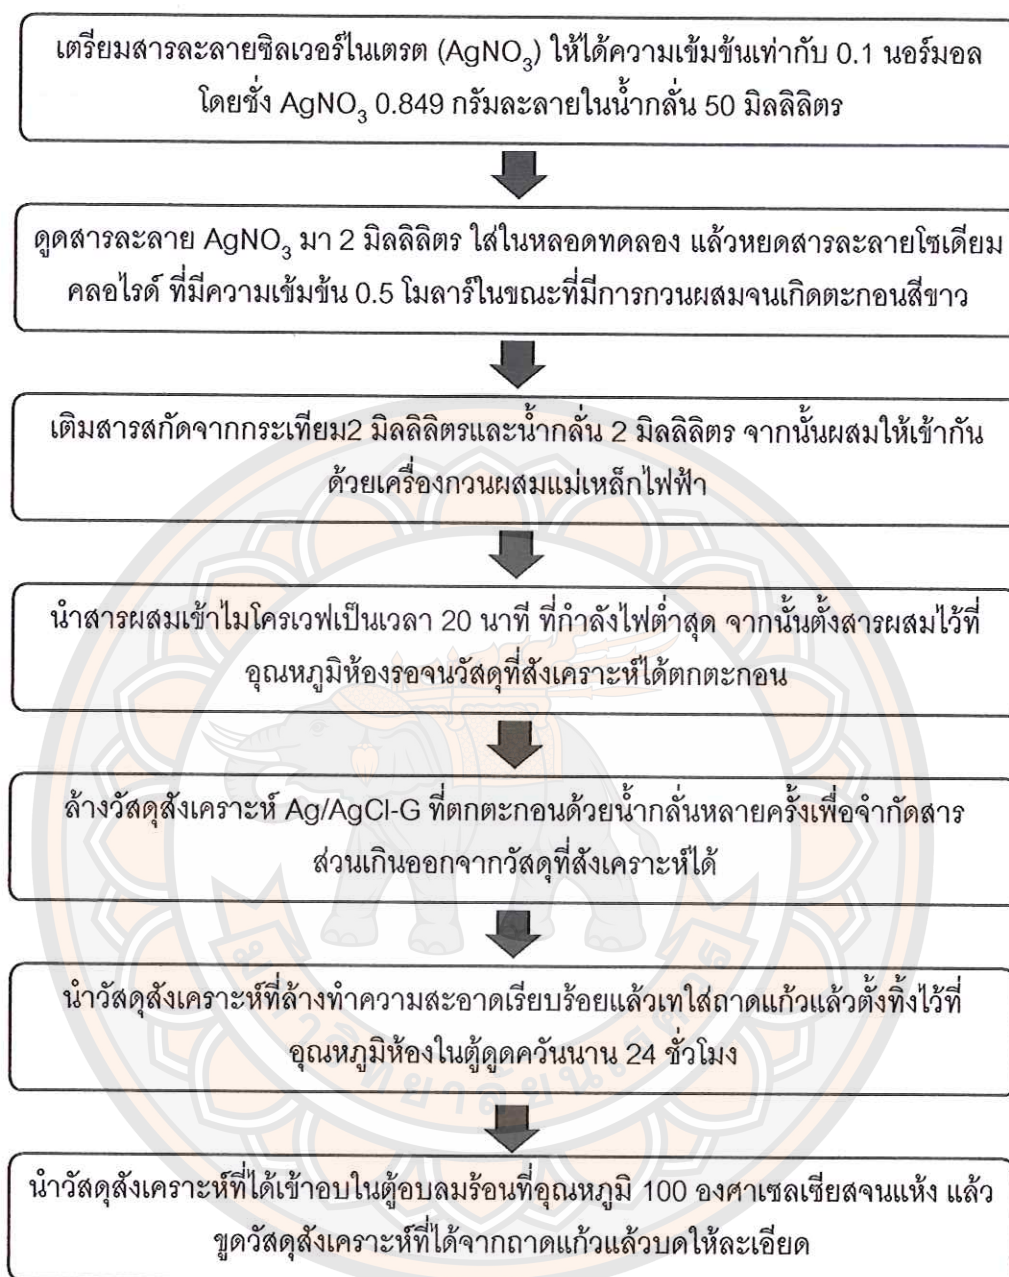 เตรียมสารละลายซิลเวอร์ไนเตรต (AgNO3) ให้ได้ความเข้มข้นเท่ากับ 0.1 นอร์มอล
โดยชั่ง AgNO3 0.849 กรัมละลายในน้ำกลั่น 50 มิลลิลิตร
ดูดสารละลาย AgNO3 มา 2 มิลลิลิตร ใส่ในหลอดทดลอง แล้วหยดสารละลายโซเดียม
คลอไรด์ ที่มีความเข้มข้น 0.5 โมลาร์ในขณะที่มีการกวนผสมจนเกิดตะกอนสีขาว
เติมสารสกัดจากกระเทียม2 มิลลิลิตรและน้ำกลั่น 2 มิลลิลิตร จากนั้นผสมให้เข้ากัน
ด้วยเครื่องกวนผสมแม่เหล็กไฟฟ้า
นำสารผสมเข้าไมโครเวฟเป็นเวลา 20 นาที ที่กำลังไฟต่ำสุด จากนั้นตั้งสารผสมไว้ที่
อุณหภูมิห้องรอจนวัสดุที่สังเคราะห์ได้ตกตะกอน
ล้างวัสดุสังเคราะห์ Ag/AgCl-G ที่ตกตะกอนด้วยน้ำกลั่นหลายครั้งเพื่อจำกัดสาร
ส่วนเกินออกจากวัสดุที่สังเคราะห์ได้
นำวัสดุสังเคราะห์ที่ล้างทำความสะอาดเรียบร้อยแล้วเทใส่ถาดแก้วแล้วตั้งทิ้งไว้ที่
อุณหภูมิห้องในตู้ดูดควันนาน 24 ชั่วโมง
มหาวิทยาลัยนเรศวร
นำวัสดุสังเคราะห์ที่ได้เข้าอบในตู้อบลมร้อนที่อุณหภูมิ 100 องศาเซลเซียสจนแห้ง แล้ว
ขูดวัสดุสังเคราะห์ที่ได้จากถาดแก้วแล้วบดให้ละเอียด